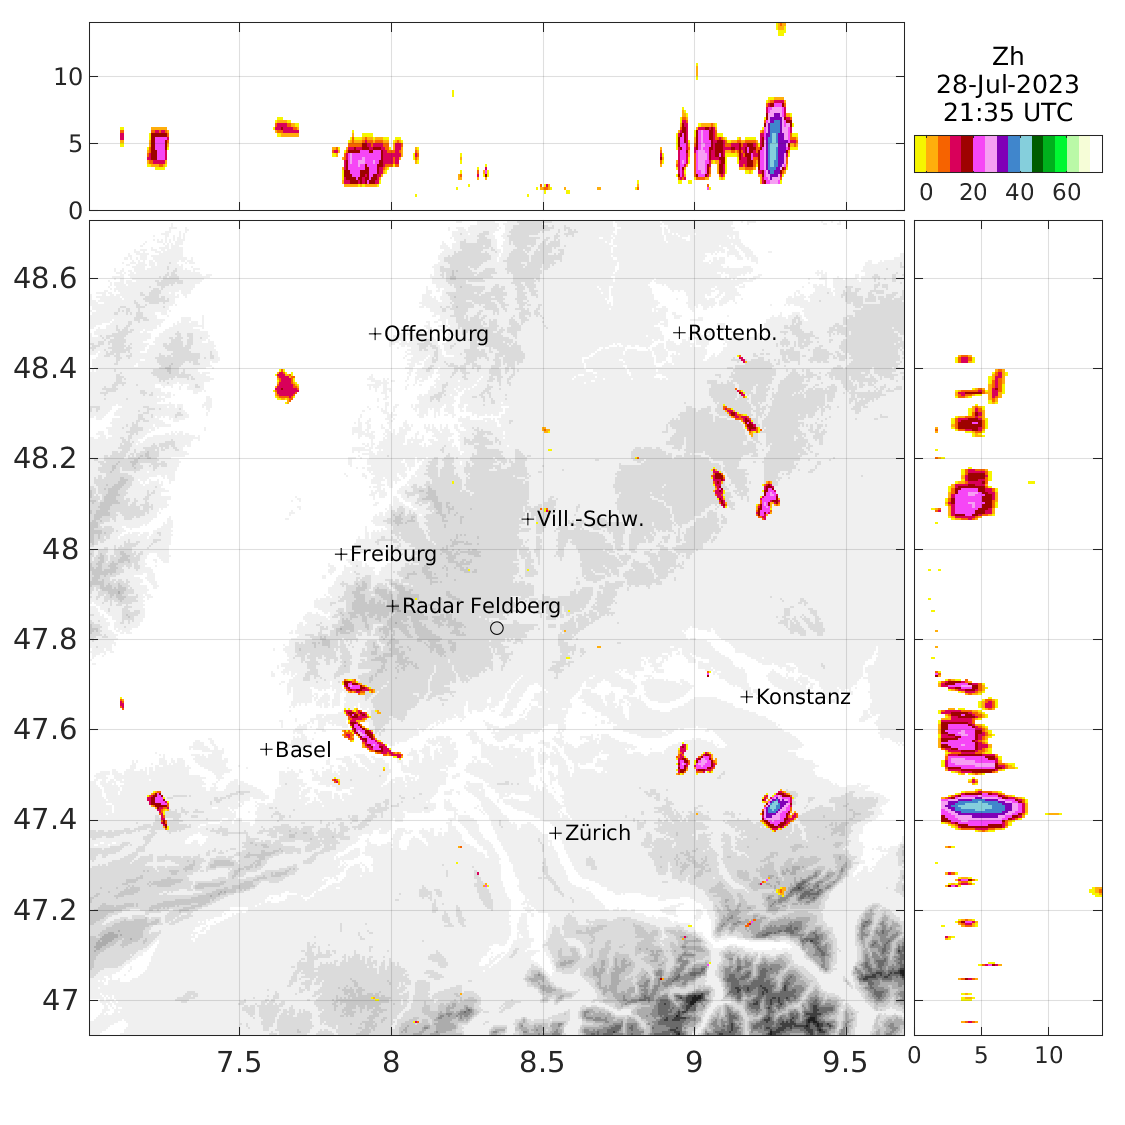 Zh
28-Jul-2023
21:35 UTC
0 20 40 60
10
5
0
48.6
48.4
48.2
48
47.8
47.6
47.4
47.2
47
+Offenburg
+Rottenb.
+Vill.-Schw.
+Freiburg
+Radar Feldberg
+Konstanz
+Basel
+Zürich
7.5 8 8.5 9 9.5
0 5 10